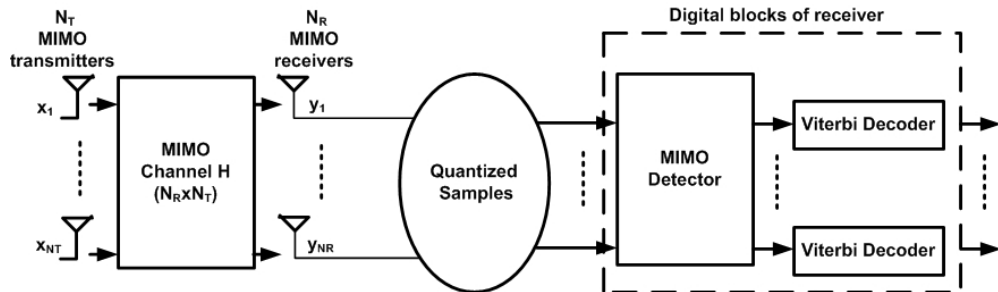 N_T
MIMO
transmitters
N_R
MIMO
receivers
Digital blocks of receiver
x_1
y_1
x_NT
y_NR
MIMO
Channel H
(N_RxN_T)
Quantized
Samples
MIMO
Detector
Viterbi Decoder
Viterbi Decoder